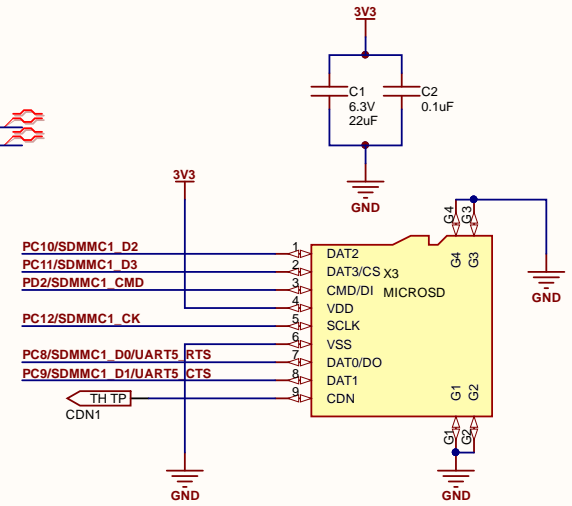 3V3
C1
6.3V
22uF
C2
0.1uF
GND
3V3
G4
G3
G4
G3
GND
PC10/SDMMC1_D2
1
DAT2
PC11/SDMMC1_D3
2
DAT3/CS
X3
PD2/SDMMC1_CMD
3
CMD/DI
MICROSD
4
VDD
PC12/SDMMC1_CK
5
SCLK
6
VSS
PC8/SDMMC1_D0/UART5_RTS
7
DAT0/DO
PC9/SDMMC1_D1/UART5_CTS
8
DAT1
TH TP
9
CDN
CDN1
G1
G2
G1
G2
GND
GND